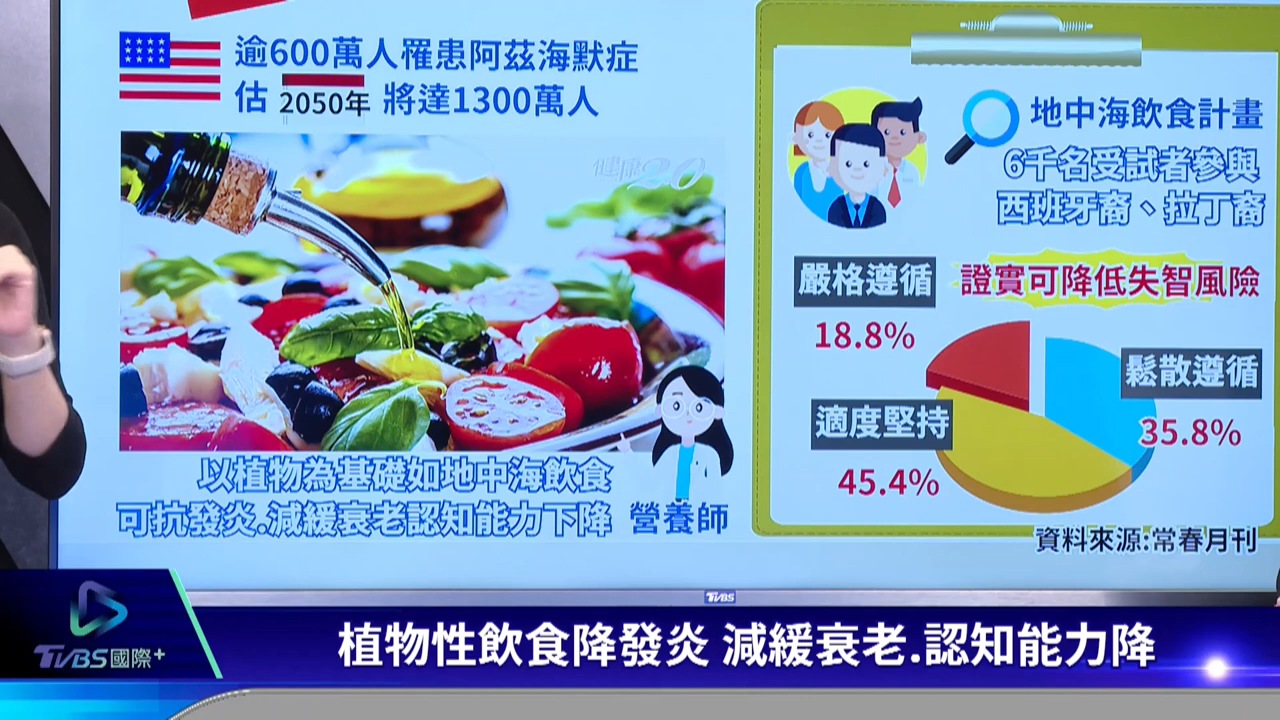 逾600萬人罹患阿茲海默症
估 2050年 將達1300萬人
健康2.0
以植物為基礎如地中海飲食
可抗發炎.減緩衰老認知能力下降
營養師
地中海飲食計畫
6千名受試者參與
西班牙裔、拉丁裔
證實可降低失智風險
嚴格遵循
18.8%
鬆散遵循
35.8%
適度堅持
45.4%
資料來源:常春月刊
TVBS
TVBS國際+
植物性飲食降發炎 減緩衰老.認知能力降